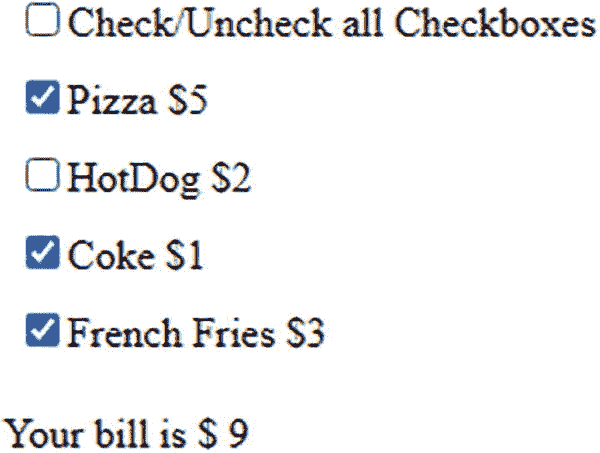 Check/Uncheck all Checkboxes
Pizza $5
HotDog $2
Coke $1
French Fries $3
Your bill is $ 9